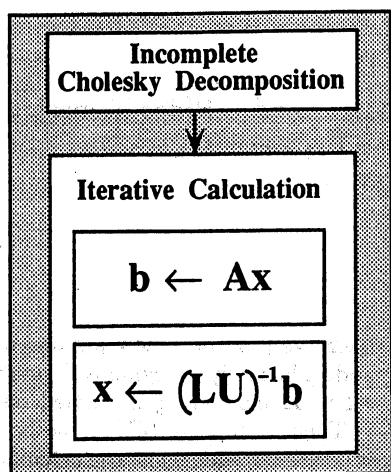 Incomplete
Cholesky Decomposition
Iterative Calculation
b ← Ax
x ← (LU)⁻¹b